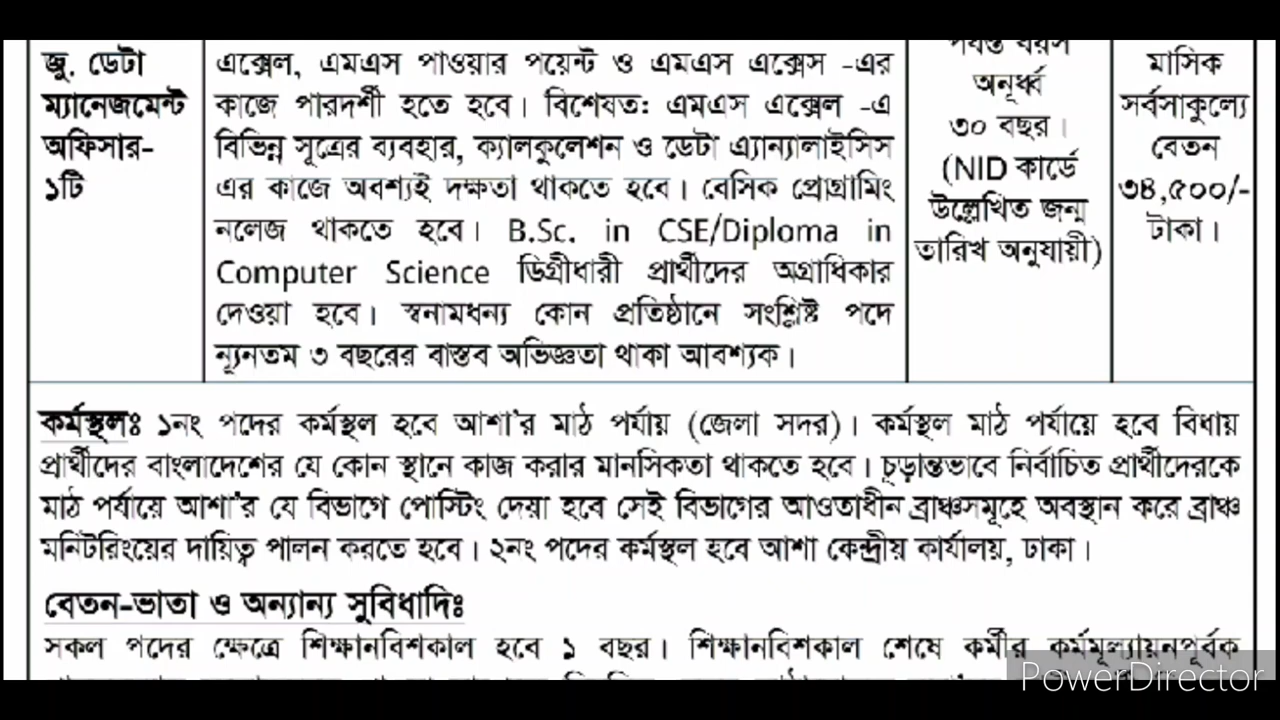 জু. ডেটা
ম্যানেজমেন্ট
অফিসার-
১টি
এক্সেল, এমএস পাওয়ার পয়েন্ট ও এমএস এক্সেস -এর
কাজে পারদর্শী হতে হবে। বিশেষত: এমএস এক্সেল -এ
বিভিন্ন সূত্রের ব্যবহার, ক্যালকুলেশন ও ডেটা এ্যান্যালাইসিস
এর কাজে অবশ্যই দক্ষতা থাকতে হবে। বেসিক প্রোগ্রামিং
নলেজ থাকতে হবে। B.Sc. in CSE/Diploma in
Computer Science ডিগ্রীধারী প্রার্থীদের অগ্রাধিকার
দেওয়া হবে। স্বনামধন্য কোন প্রতিষ্ঠানে সংশ্লিষ্ট পদে
ন্যূনতম ৩ বছরের বাস্তব অভিজ্ঞতা থাকা আবশ্যক।
পর্যন্ত বয়স
অনূর্ধ্ব
৩০ বছর।
(NID কার্ডে
উল্লেখিত জন্ম
তারিখ অনুযায়ী)
মাসিক
সর্বসাকুল্যে
বেতন
৩৪,৫০০/-
টাকা।
কর্মস্থলঃ ১নং পদের কর্মস্থল হবে আশা'র মাঠ পর্যায় (জেলা সদর)। কর্মস্থল মাঠ পর্যায়ে হবে বিধায়
প্রার্থীদের বাংলাদেশের যে কোন স্থানে কাজ করার মানসিকতা থাকতে হবে। চূড়ান্তভাবে নির্বাচিত প্রার্থীদেরকে
মাঠ পর্যায়ে আশা'র যে বিভাগে পোস্টিং দেয়া হবে সেই বিভাগের আওতাধীন ব্রাঞ্চসমূহে অবস্থান করে ব্রাঞ্চ
মনিটরিংয়ের দায়িত্ব পালন করতে হবে। ২নং পদের কর্মস্থল হবে আশা কেন্দ্রীয় কার্যালয়, ঢাকা।
বেতন-ভাতা ও অন্যান্য সুবিধাদিঃ
সকল পদের ক্ষেত্রে শিক্ষানবিশকাল হবে ১ বছর। শিক্ষানবিশকাল শেষে কর্মীর কর্মমূল্যায়নপূর্বক
PowerDirector